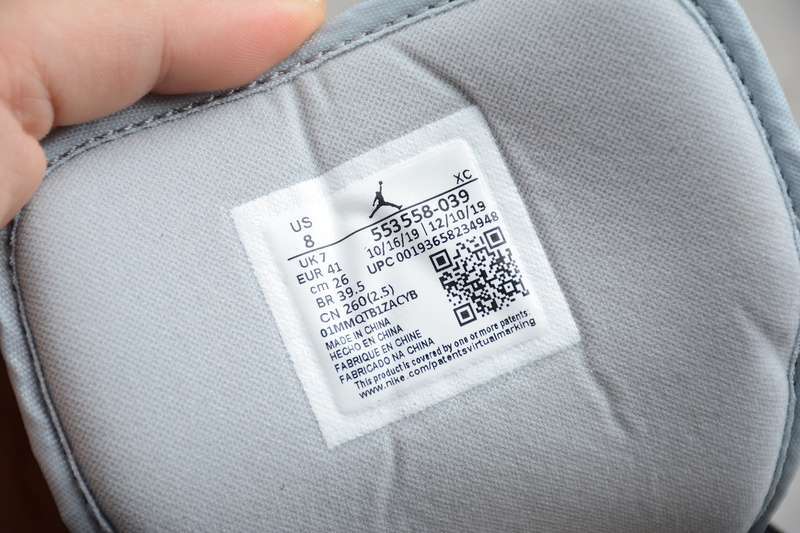 US
8
XC
553558-039
10/16/19 | 12/10/19
UPC 00193658234948
UK 7
EUR 41
cm 26
BR 39.5
CN 260(2.5)
01MMQTB1ZACYB
MADE IN CHINA
HECHO EN CHINA
FABRIQUE EN CHINE
FABRICADO NA CHINA
This product is covered by one or more patents:
www.nike.com/patentsvirtualmarking